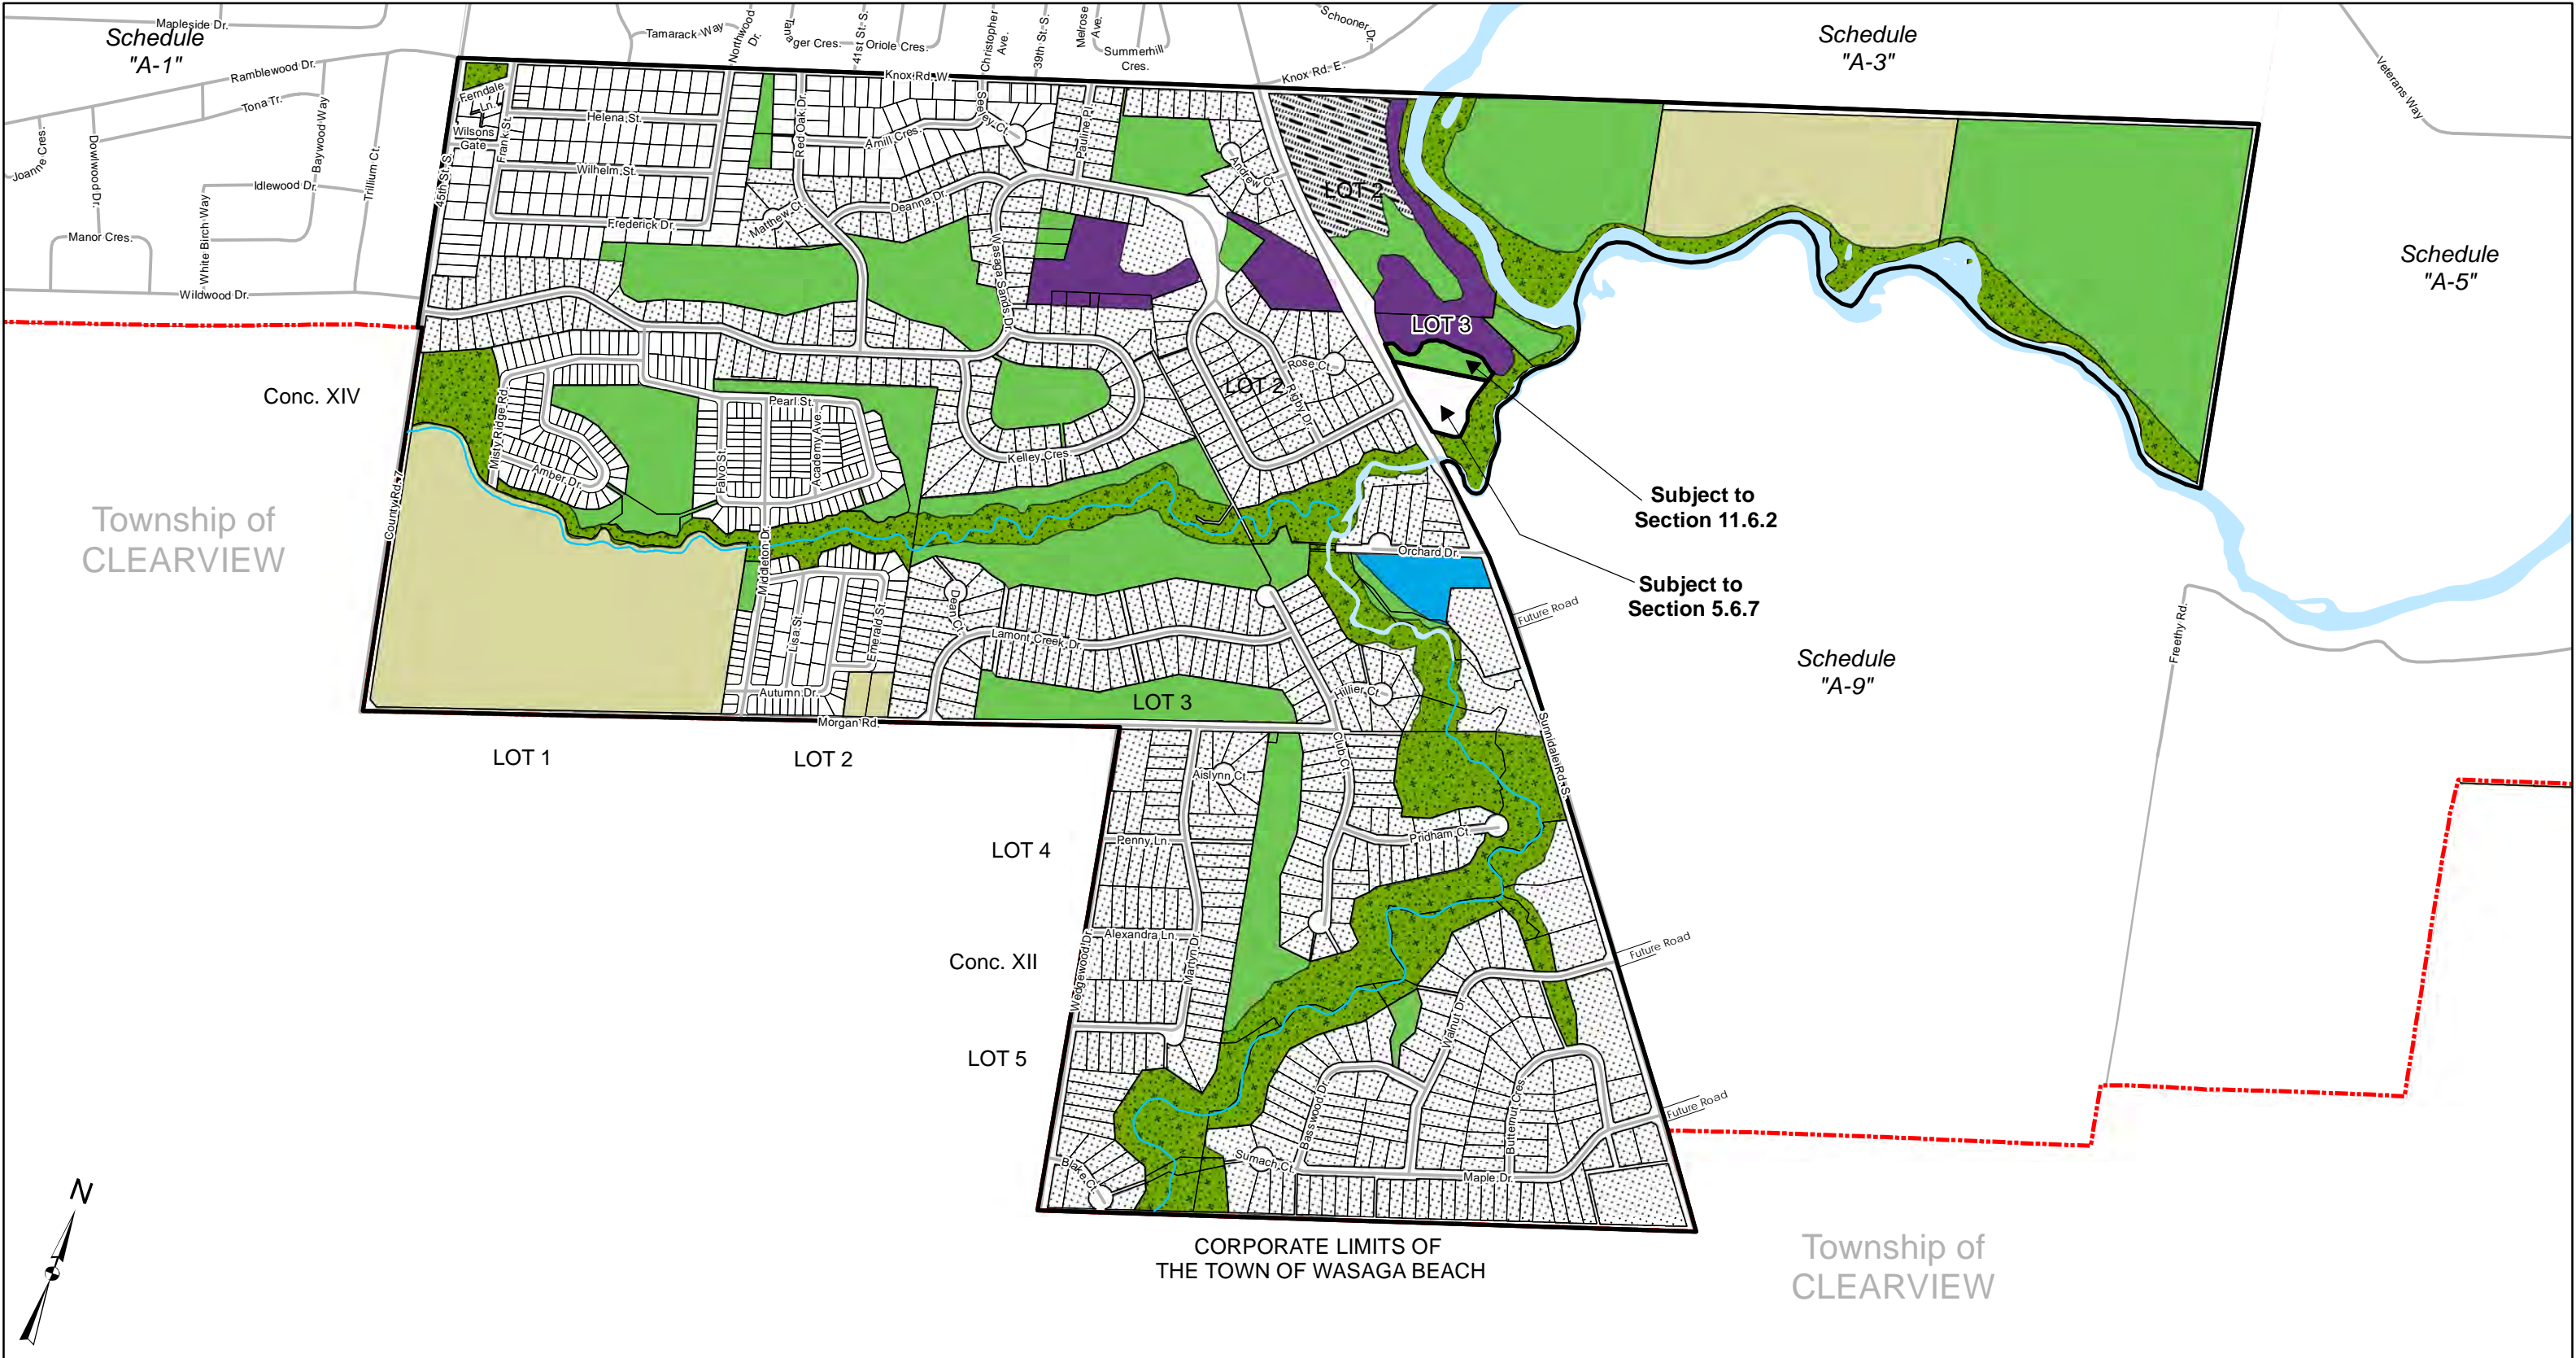 Mapleside Dr.
Schedule
"A-1"
Ramblewood Dr.
Tona Tr.
Joanne Cres.
Dowlwood Dr.
Baywood Way
Trillium Ct.
Idlewood Dr.
White Birch Way
Manor Cres.
Wildwood Dr.
Tamarack Way
Northwood
Dr.
Tanager Cres.
41st St. S.
Oriole Cres.
Christopher
Ave.
39th St. S.
Melrose
Ave.
Summerhill
Cres.
Schooner Dr.
Knox Rd. W.
Knox Rd. E.
Schedule
"A-3"
Veterans Way
Schedule
"A-5"
Ferndale
Ln.
Wilsons
Gate
45th St. S.
Frank St.
Helena St.
Wilhelm St.
Frederick Dr.
Red Oak Dr.
Amill Cres.
Seeley Ct.
Pauline Pl.
Andrew Ct.
Mathew Ct.
Deanna Dr.
Wasaga Sands Dr.
LOT 2
LOT 3
LOT 2
Rose Ct.
Rigby Dr.
Kelley Cres.
Conc. XIV
County Rd. 7
Misty Ridge Rd.
Amber Dr.
Pearl St.
Falvo St.
Academy Ave.
Middleton Dr.
Township of
CLEARVIEW
Subject to
Section 11.6.2
Subject to
Section 5.6.7
Orchard Dr.
Future Road
Schedule
"A-9"
Freethy Rd.
Dean Ct.
Lamont Creek Dr.
Lisa St.
Emerald St.
Autumn Dr.
Morgan Rd.
LOT 3
Hillier Ct.
Sunnidale Rd. S.
LOT 1
LOT 2
Club Ct.
Aislynn Ct.
LOT 4
Penny Ln.
Pridham Ct.
Alexandra Ln.
Martyn Dr.
Wedgewood Dr.
Conc. XII
Future Road
LOT 5
Walnut Dr.
Basswood Dr.
Butternut Cres.
Future Road
Blake Ct.
Sumach Ct.
Maple Dr.
N
CORPORATE LIMITS OF
THE TOWN OF WASAGA BEACH
Township of
CLEARVIEW